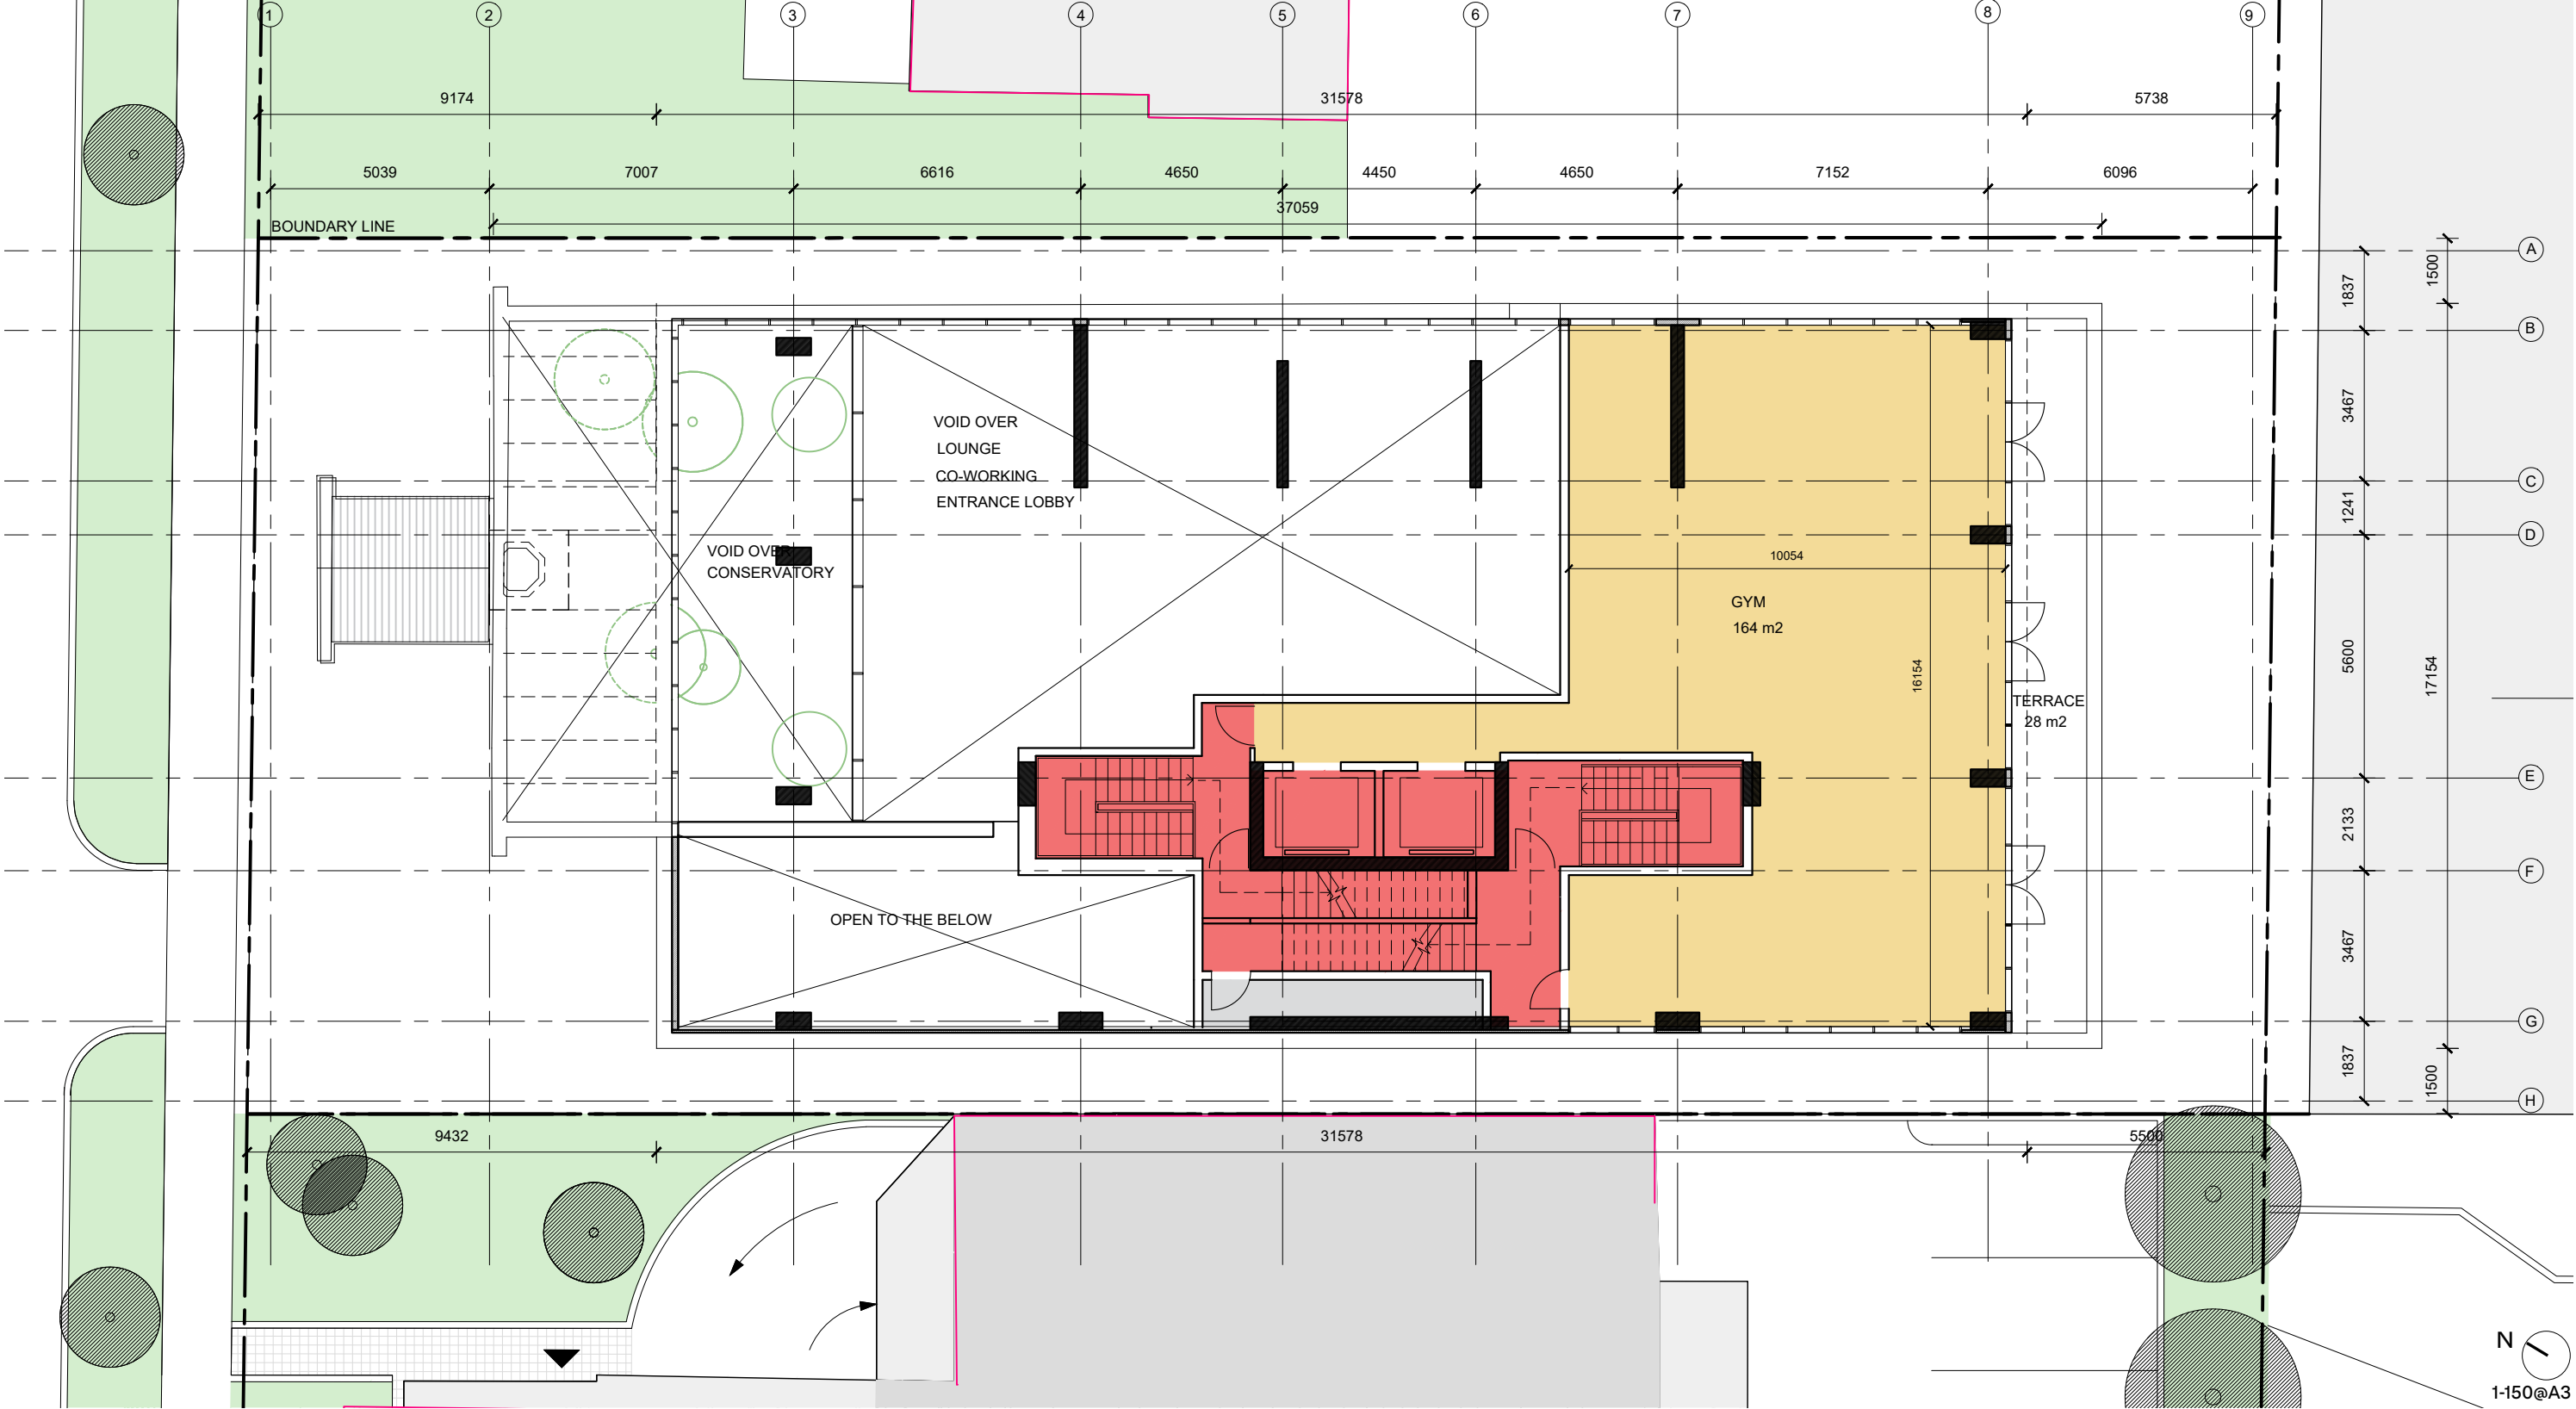 1 2 3 4 5 6 7 8 9
9174 31578 5738
5039 7007 6616 4650 4450 4650 7152 6096
37059
BOUNDARY LINE
A
1500
1837
B
3467
VOID OVER
LOUNGE
CO-WORKING
ENTRANCE LOBBY
C
1241
D
VOID OVER
CONSERVATORY
10054
GYM
164 m2
5600
16154
17154
TERRACE
28 m2
E
2133
F
OPEN TO THE BELOW
3467
G
1837
1500
H
9432 31578 5500
N
1-150@A3